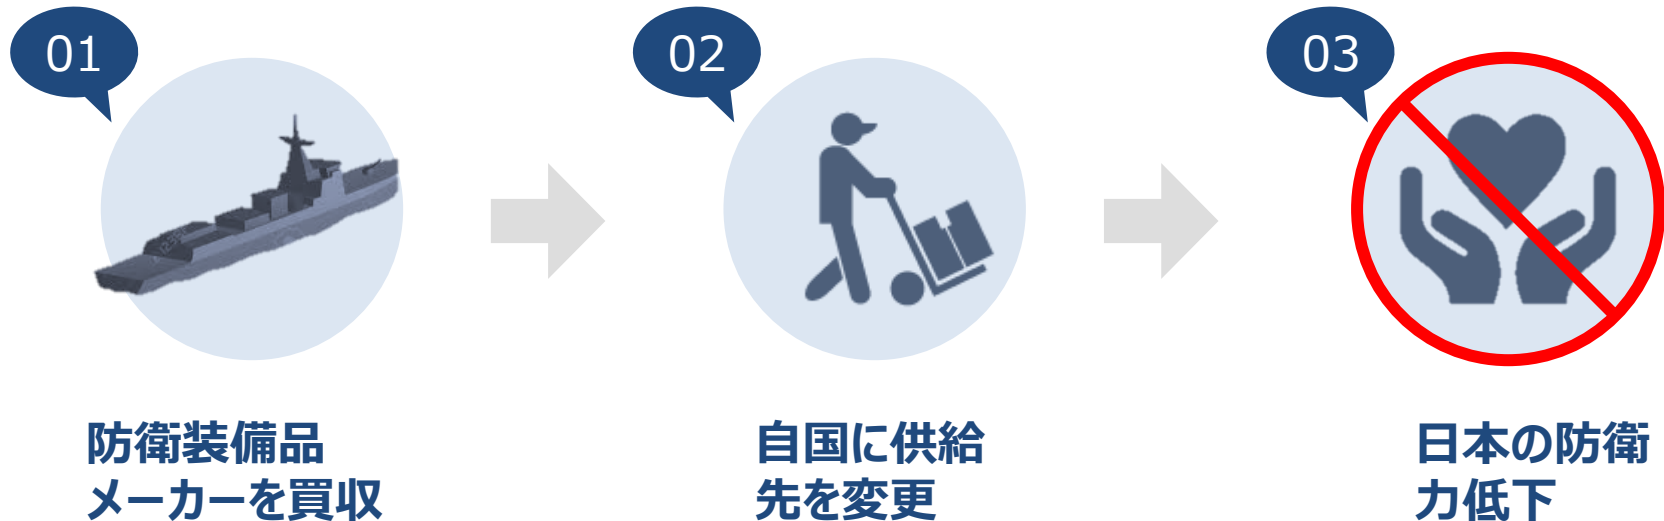 01
02
03
防衛装備品
メーカーを買収
自国に供給
先を変更
日本の防衛
力低下